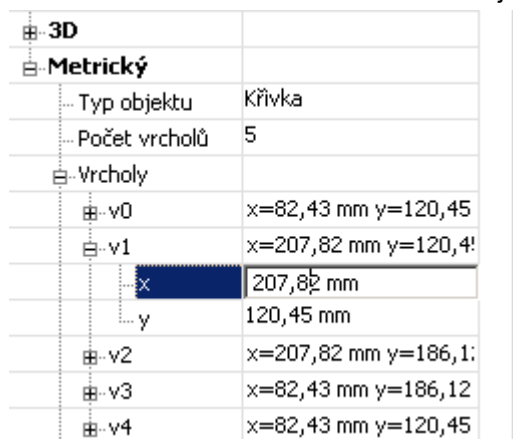 3D
Metrický
Typ objektu Křivka
Počet vrcholů 5
Vrcholy
v0 x=82,43 mm y=120,45
v1 x=207,82 mm y=120,4
x 207,82 mm
y 120,45 mm
v2 x=207,82 mm y=186,1
v3 x=82,43 mm y=186,12
v4 x=82,43 mm y=120,45